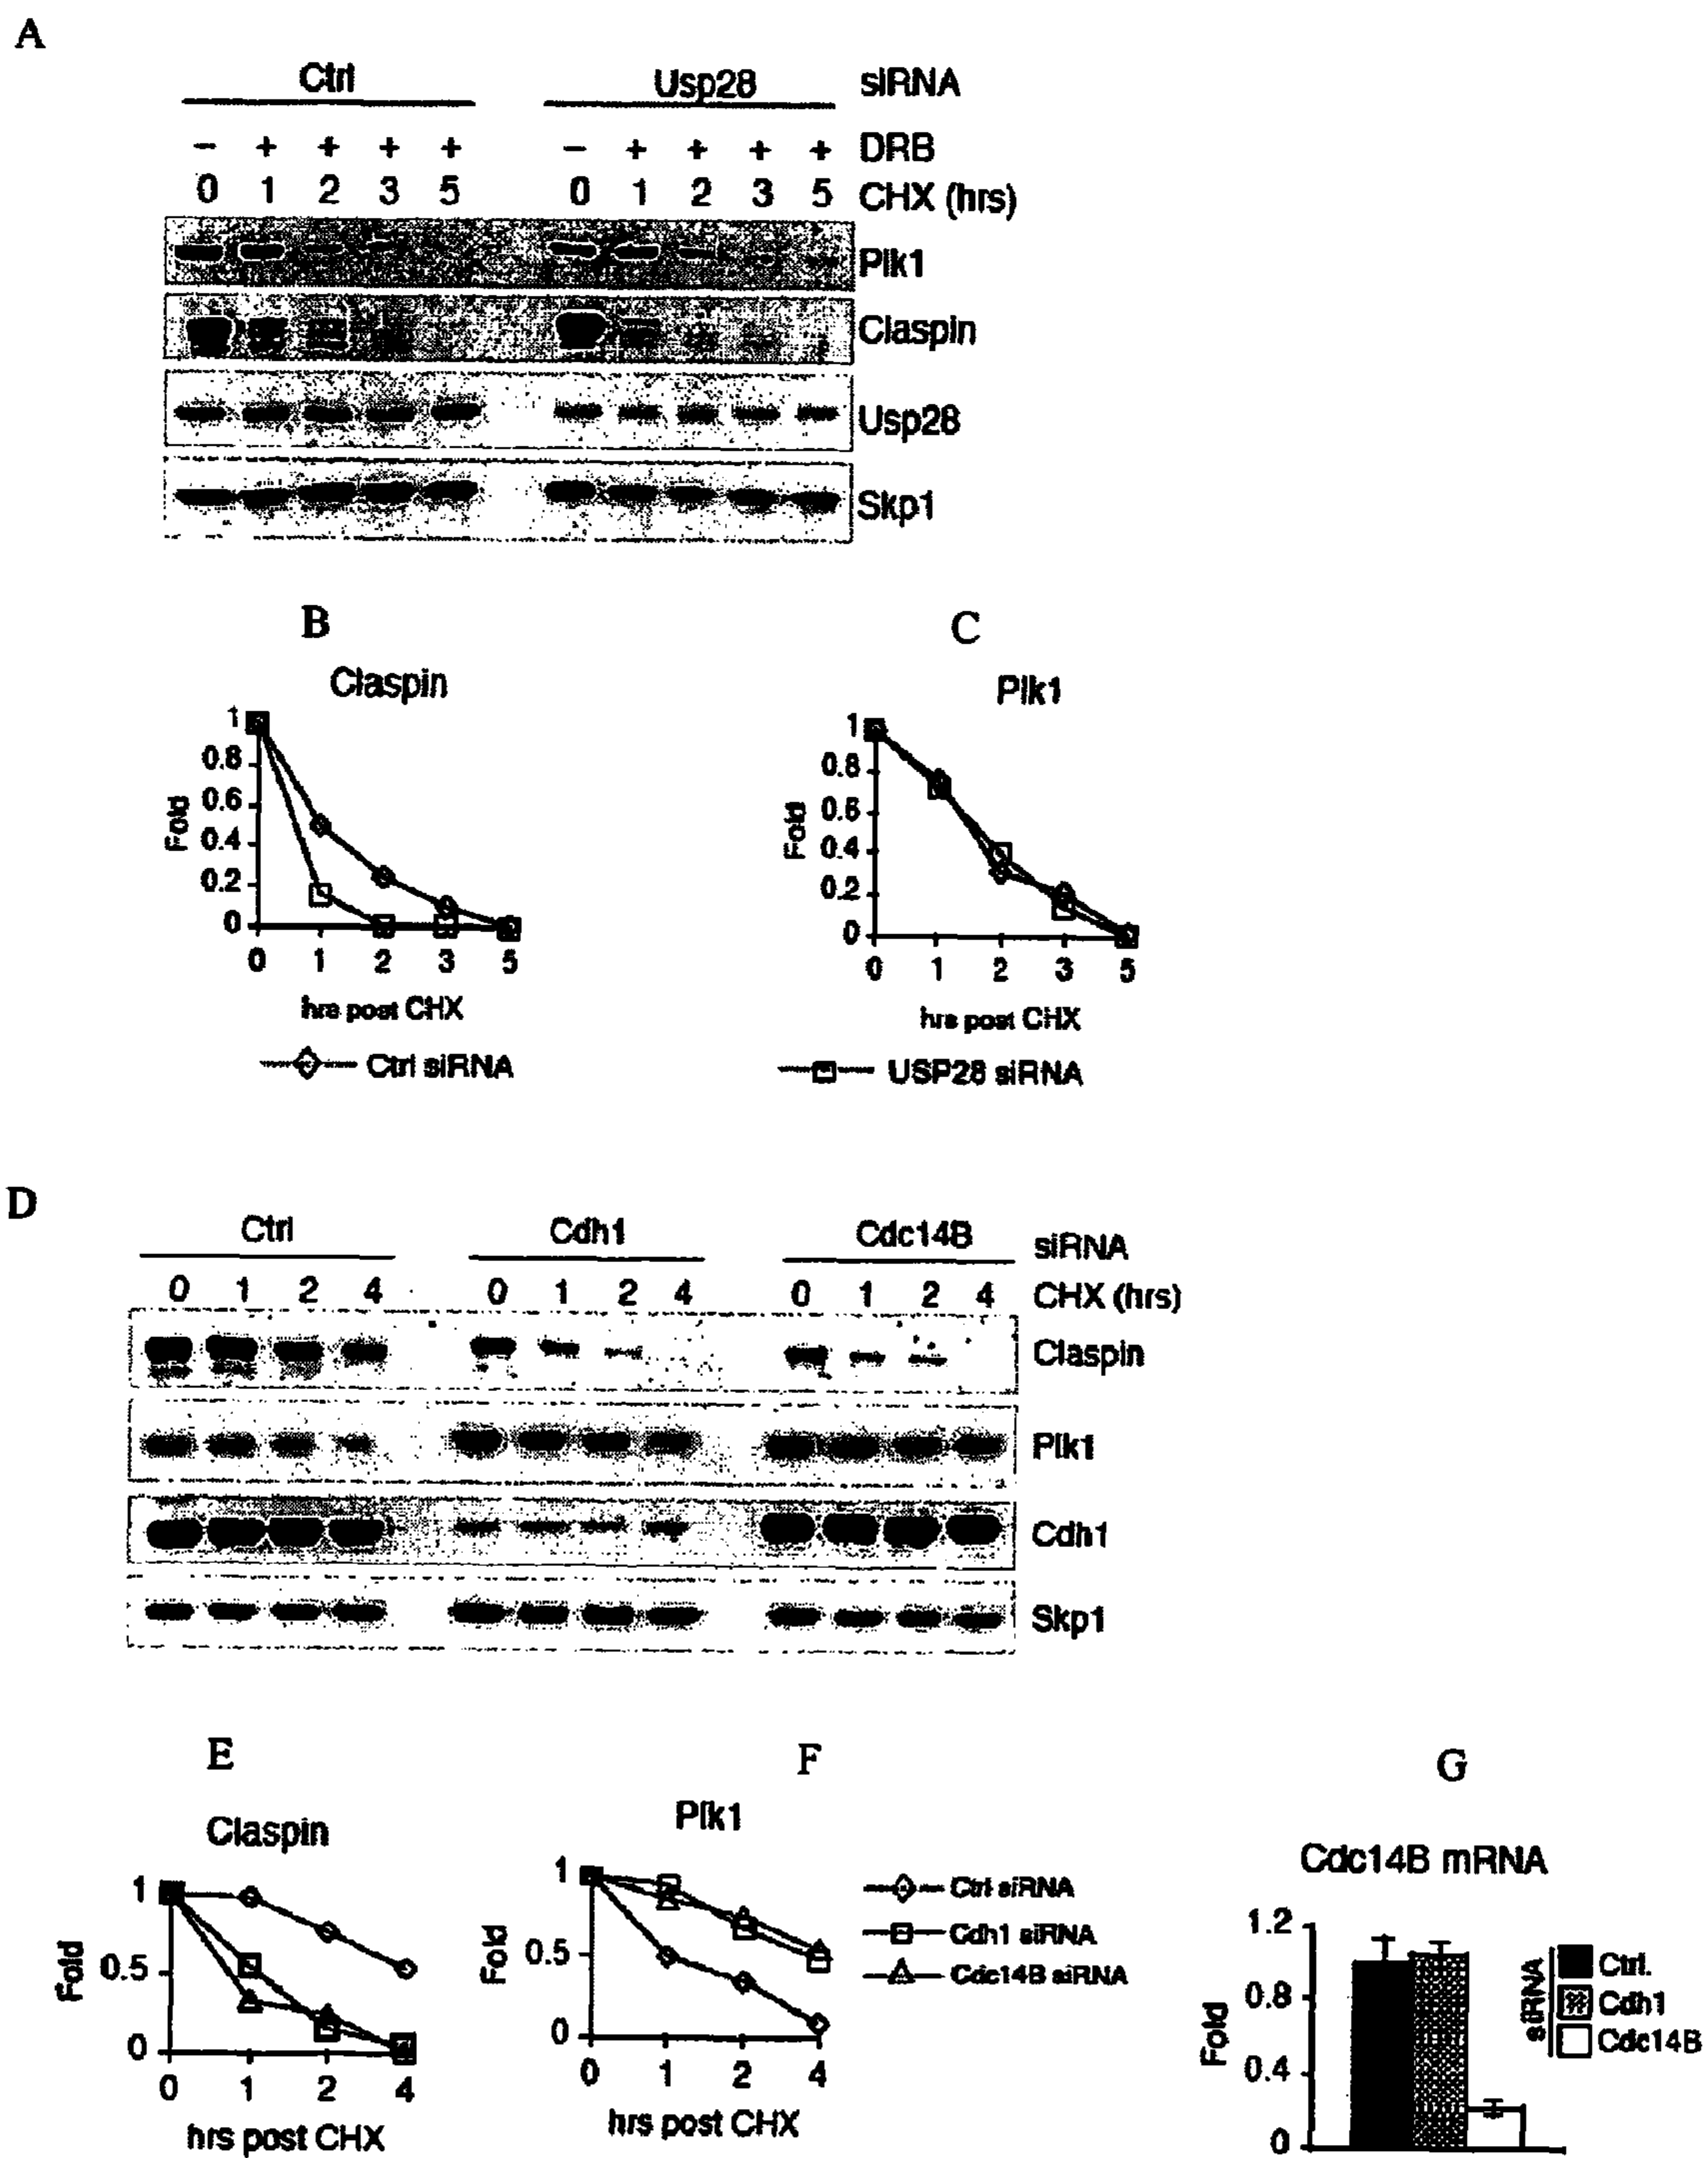 A
Ctrl Usp28 siRNA
– + + + + – + + + + DRB
0 1 2 3 5 0 1 2 3 5 CHX (hrs)
Plk1
Claspin
Usp28
Skp1
B
Claspin
1
0.8
0.6
0.4
0.2
0
Fold
0 1 2 3 5
hrs post CHX
Ctrl siRNA
C
Plk1
1
0.8
0.6
0.4
0.2
0
Fold
0 1 2 3 5
hrs post CHX
USP28 siRNA
D
Ctrl Cdh1 Cdc14B siRNA
0 1 2 4 0 1 2 4 0 1 2 4 CHX (hrs)
Claspin
Plk1
Cdh1
Skp1
E
Claspin
1
0.5
0
Fold
0 1 2 4
hrs post CHX
F
Plk1
1
0.5
0
Fold
0 1 2 4
hrs post CHX
Ctrl siRNA
Cdh1 siRNA
Cdc14B siRNA
G
Cdc14B mRNA
1.2
0.8
0.4
0
Fold
siRNA
Ctrl.
Cdh1
Cdc14B